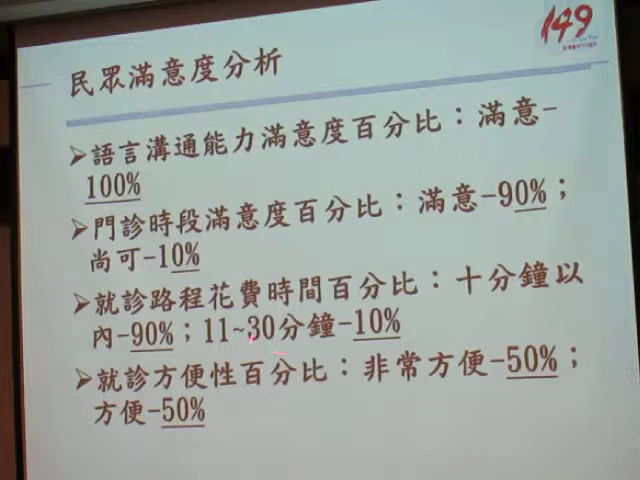 149
民眾滿意度分析
➢語言溝通能力滿意度百分比：滿意-
100%
➢門診時段滿意度百分比：滿意-90%；
尚可-10%
➢就診路程花費時間百分比：十分鐘以
內-90%；11~30分鐘-10%
➢就診方便性百分比：非常方便-50%；
方便-50%